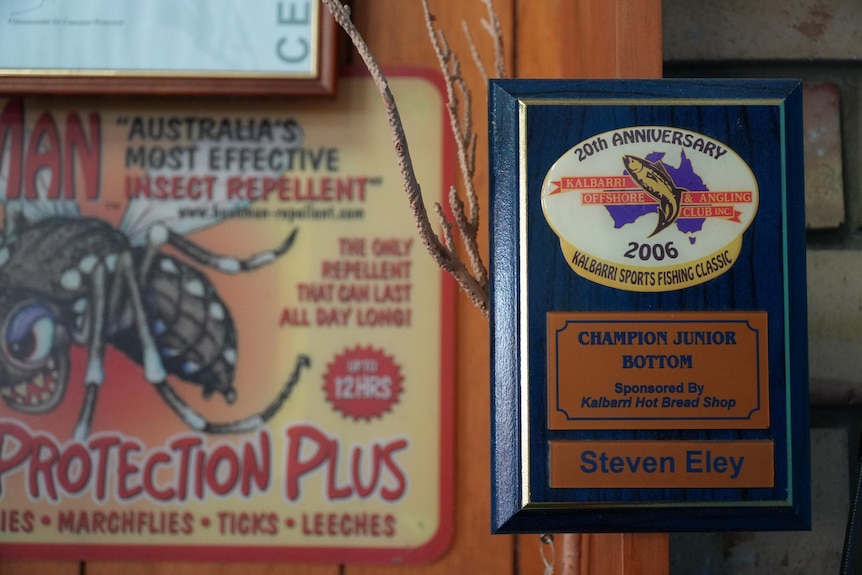 CE
MAN
"AUSTRALIA'S
MOST EFFECTIVE
INSECT REPELLENT"
THE ONLY
REPELLENT
THAT CAN LAST
ALL DAY LONG!
UP TO
12HRS
PROTECTION PLUS
IES • MARCHFLIES • TICKS • LEECHES
20th ANNIVERSARY
KALBARRI
OFFSHORE & ANGLING
CLUB INC.
2006
KALBARRI SPORTS FISHING CLASSIC
CHAMPION JUNIOR
BOTTOM
Sponsored By
Kalbarri Hot Bread Shop
Steven Eley